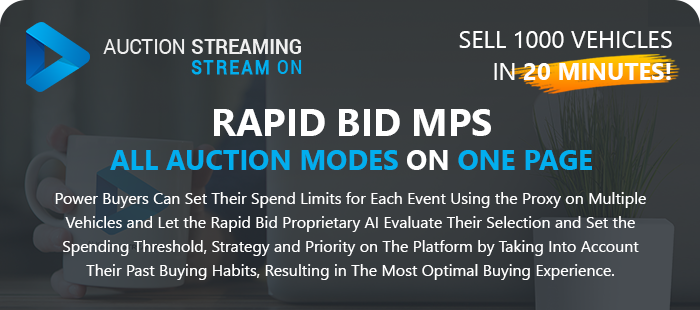 AUCTION STREAMING
STREAM ON
SELL 1000 VEHICLES
IN 20 MINUTES!
RAPID BID MPS
ALL AUCTION MODES ON ONE PAGE
Power Buyers Can Set Their Spend Limits for Each Event Using the Proxy on Multiple
Vehicles and Let the Rapid Bid Proprietary AI Evaluate Their Selection and Set the
Spending Threshold, Strategy and Priority on The Platform by Taking Into Account
Their Past Buying Habits, Resulting in The Most Optimal Buying Experience.